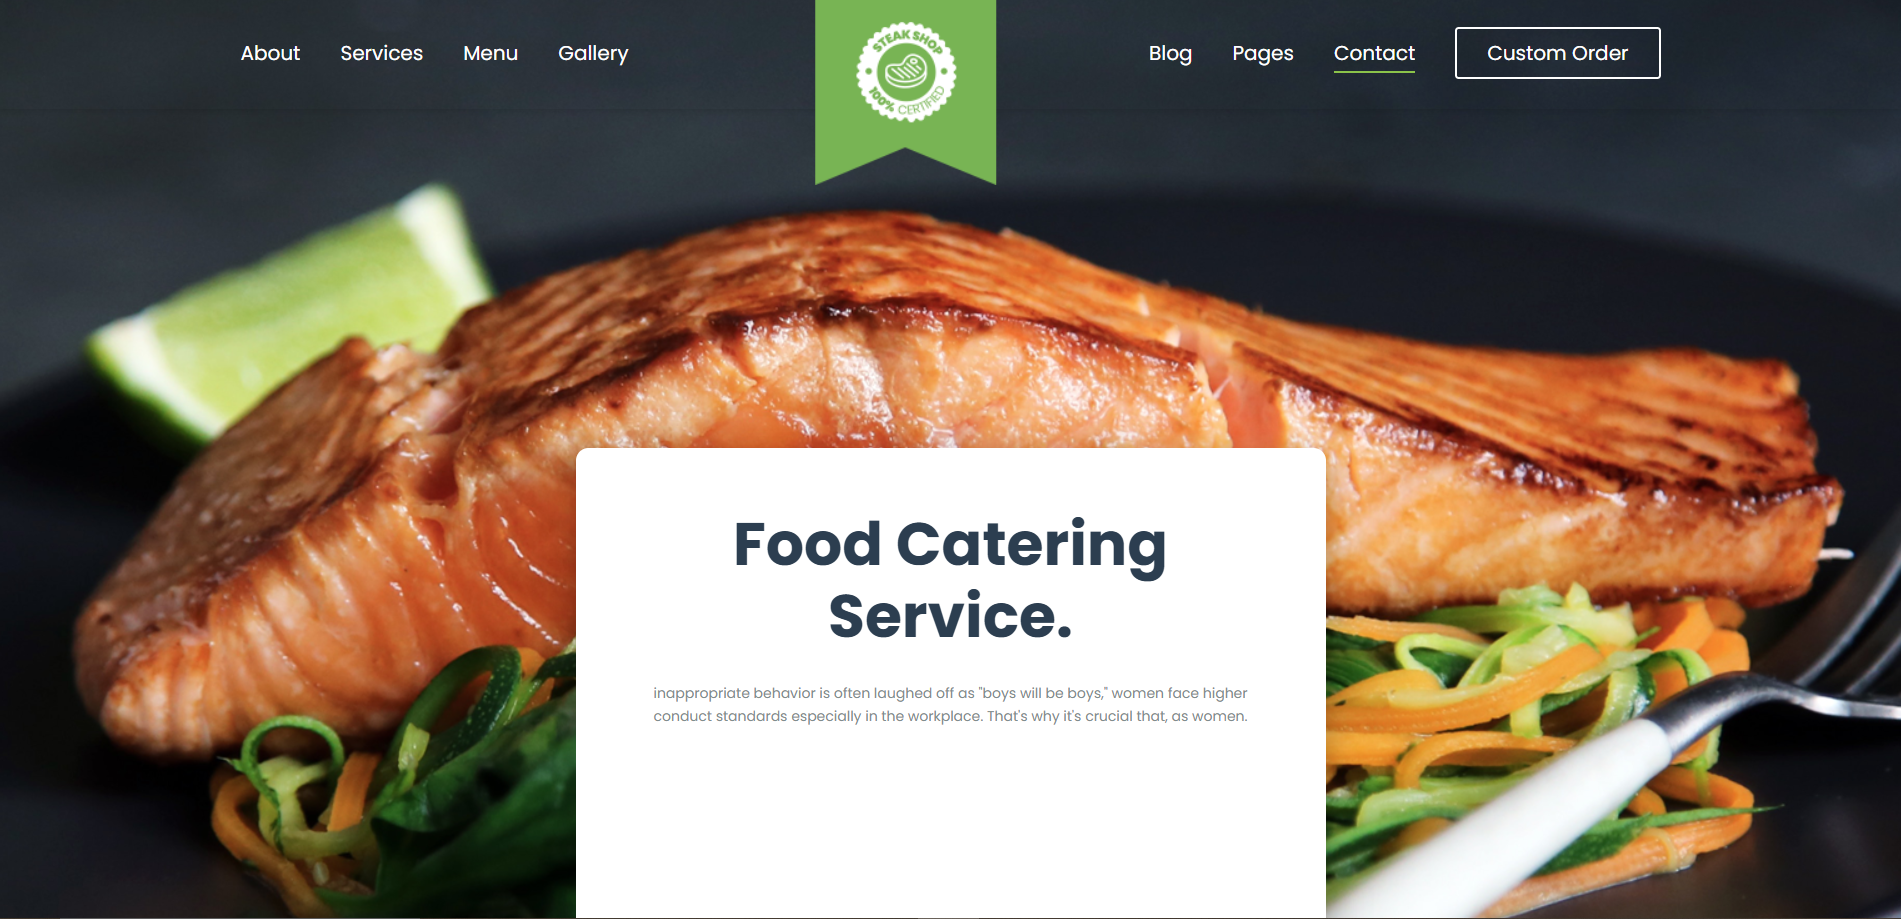 About Services Menu Gallery
STEAK SHOP
100% CERTIFIED
Blog Pages Contact Custom Order
Food Catering
Service.
inappropriate behavior is often laughed off as "boys will be boys," women face higher
conduct standards especially in the workplace. That's why it's crucial that, as women.